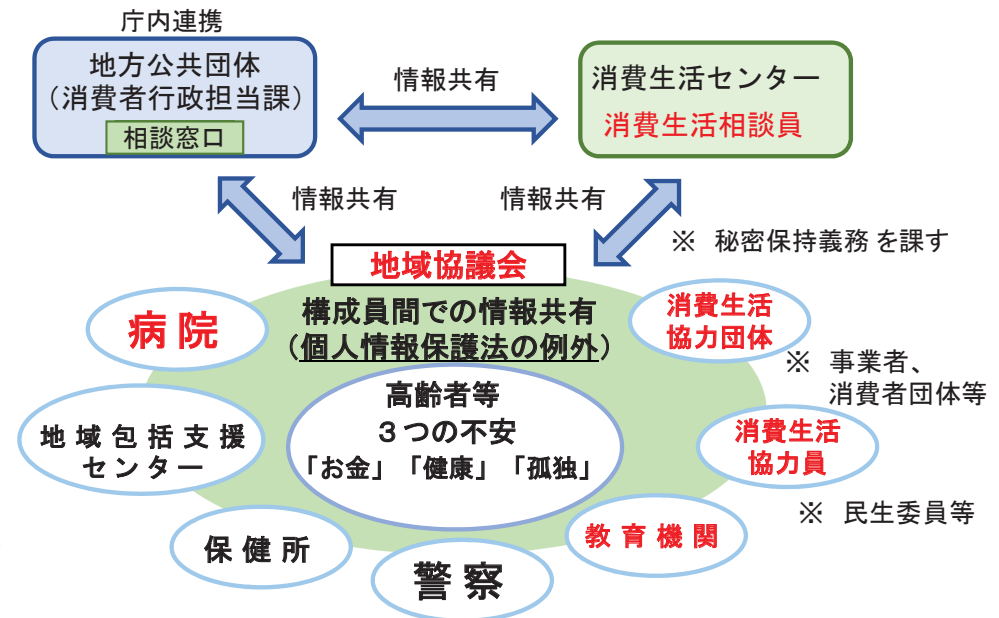 庁内連携
地方公共団体
（消費者行政担当課）
相談窓口
情報共有
消費生活センター
消費生活相談員
情報共有
情報共有
※ 秘密保持義務を課す
地域協議会
構成員間での情報共有
（個人情報保護法の例外）
高齢者等
３つの不安
「お金」「健康」「孤独」
病院
地域包括支援
センター
保健所
警察
教育機関
消費生活
協力団体
※ 事業者、
消費者団体等
消費生活
協力員
※ 民生委員等